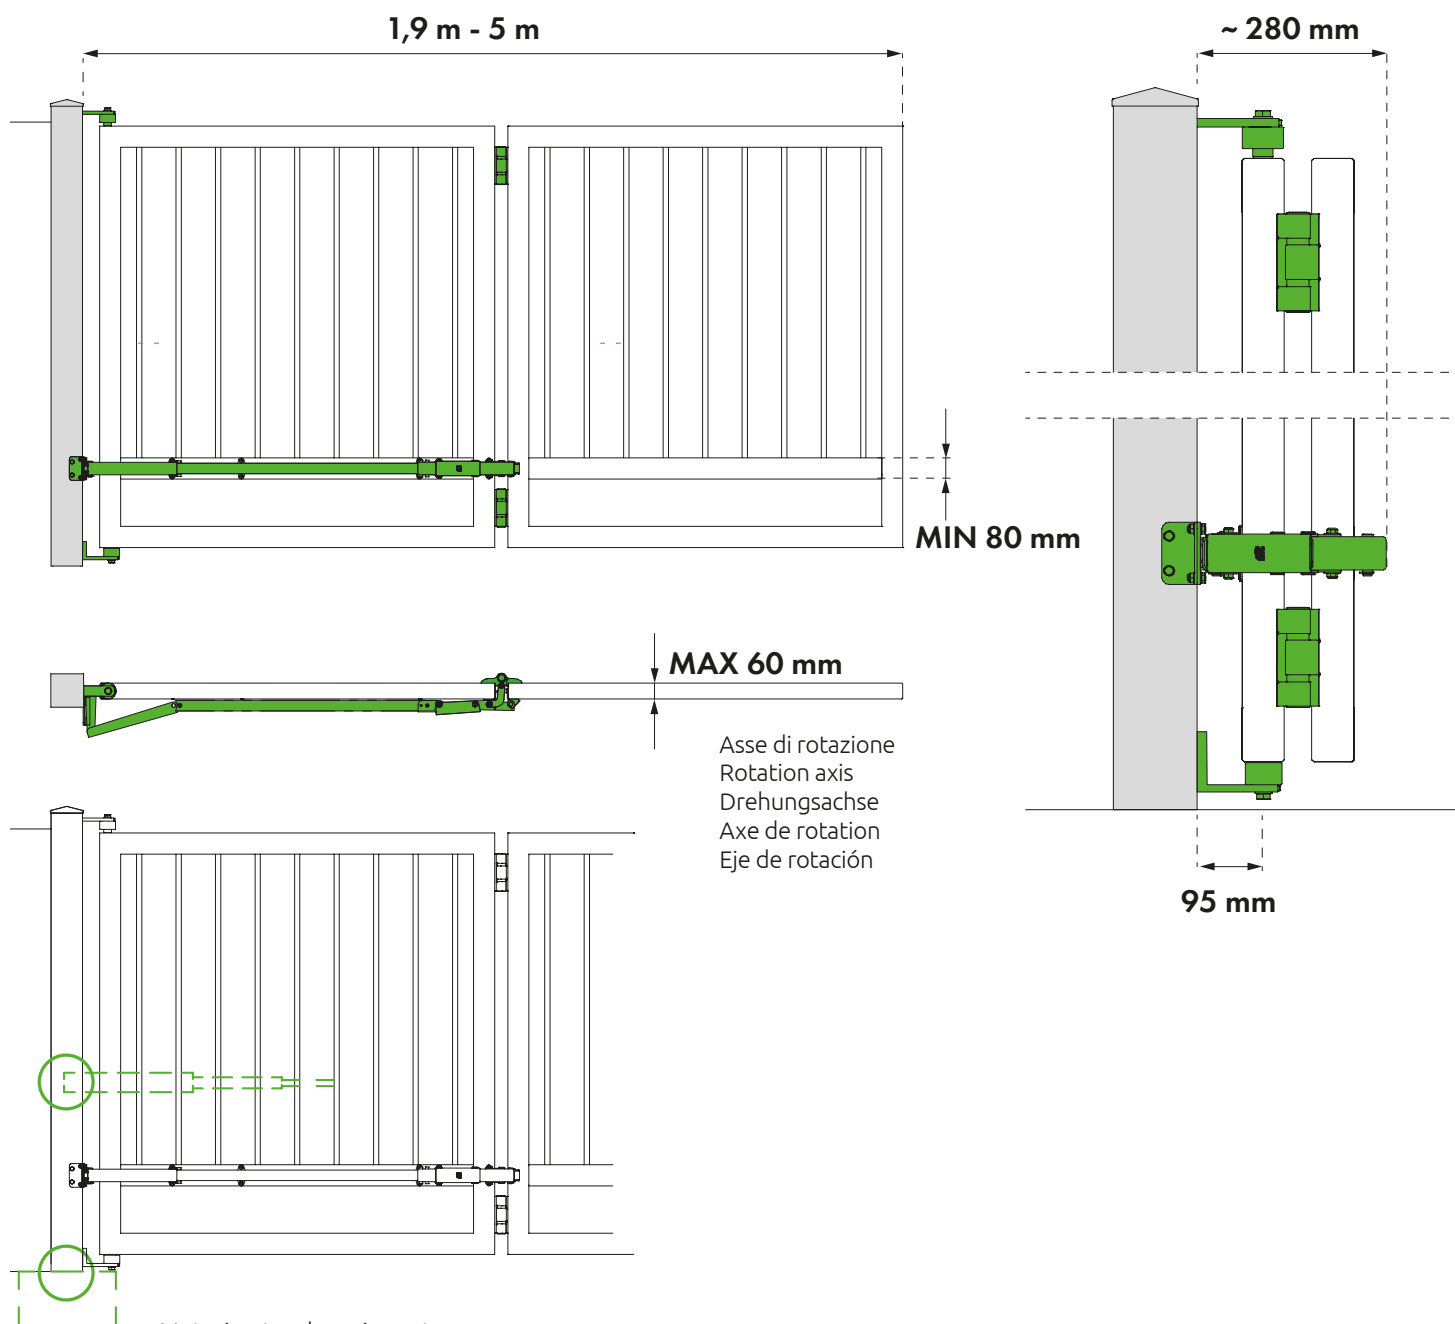 1,9 m - 5 m
~ 280 mm
MIN 80 mm
MAX 60 mm
Asse di rotazione
Rotation axis
Drehungsachse
Axe de rotation
Eje de rotación
95 mm